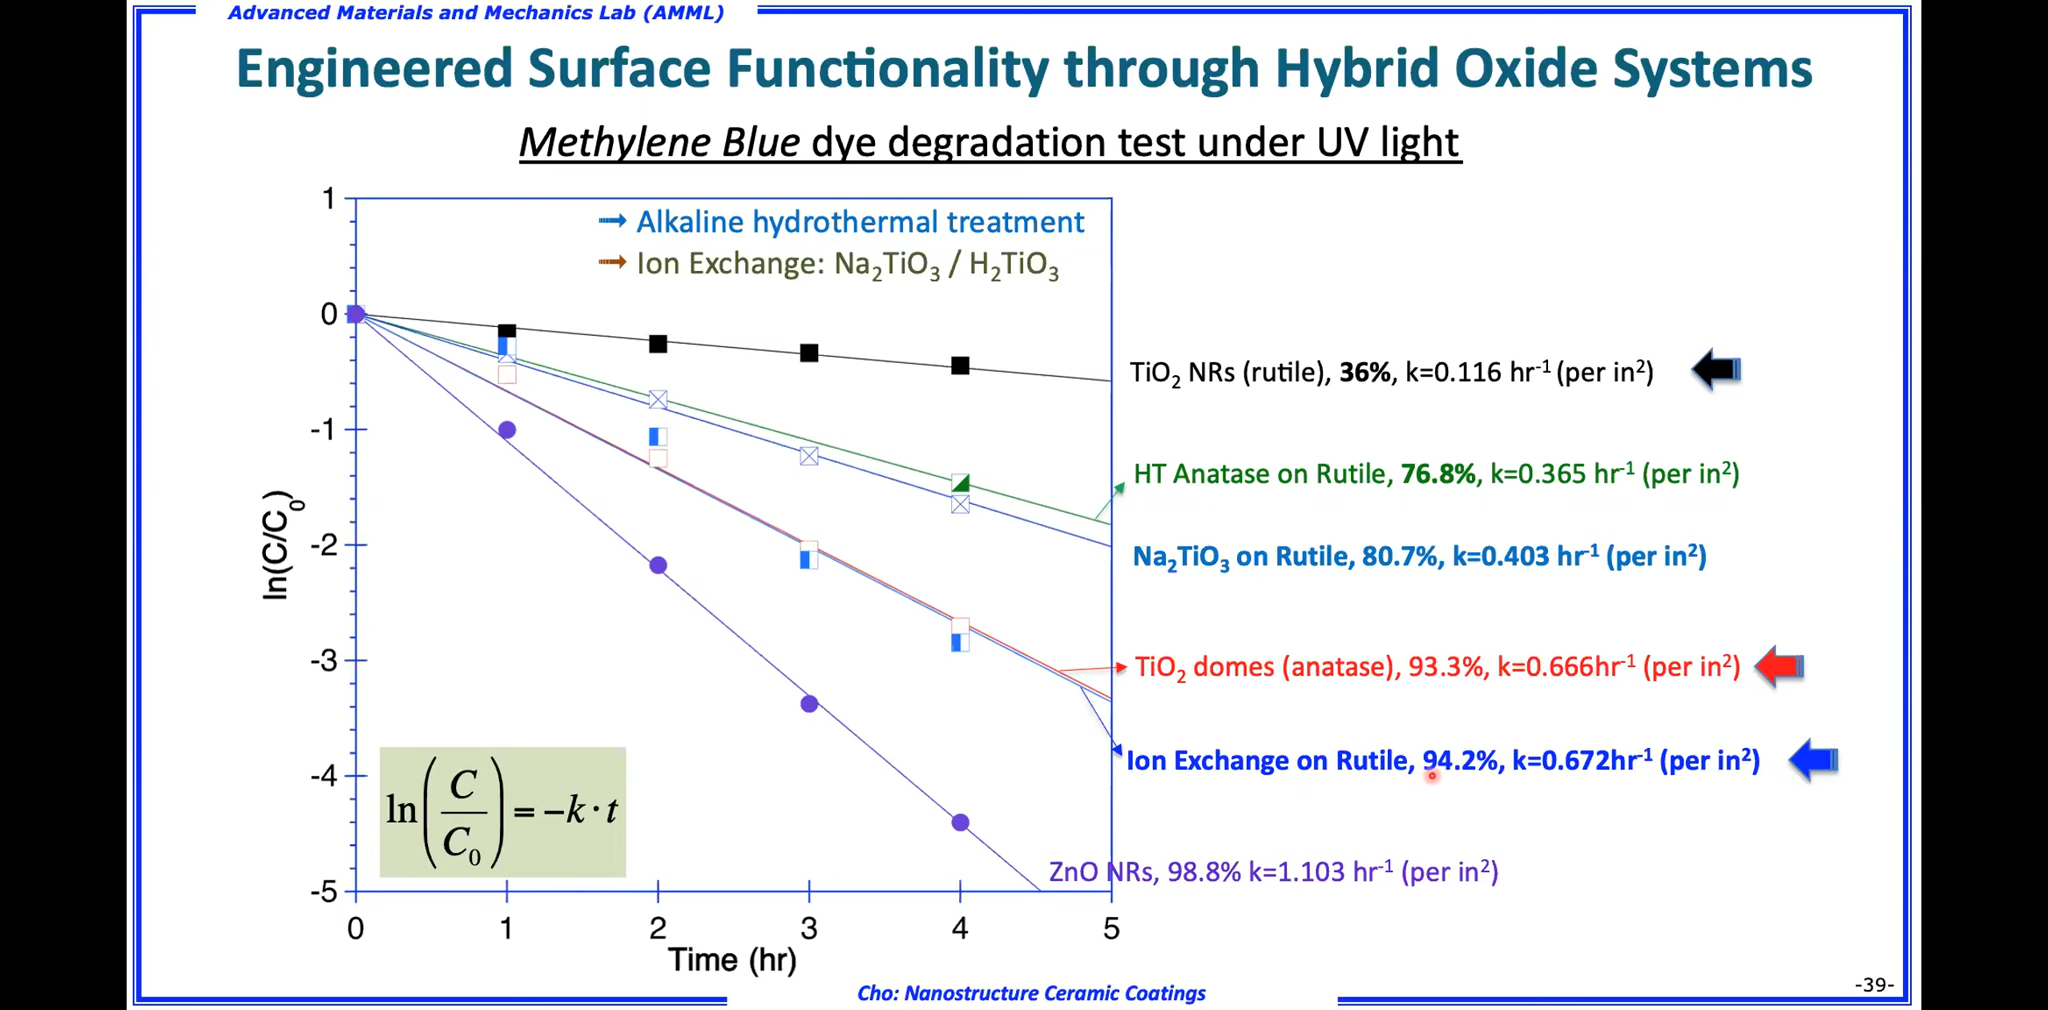 Advanced Materials and Mechanics Lab (AMML)
Engineered Surface Functionality through Hybrid Oxide Systems
Methylene Blue dye degradation test under UV light
Alkaline hydrothermal treatment
Ion Exchange: Na₂TiO₃ / H₂TiO₃
1
0
-1
-2
-3
-4
-5
ln(C/C₀)
TiO₂ NRs (rutile), 36%, k=0.116 hr⁻¹ (per in²)
HT Anatase on Rutile, 76.8%, k=0.365 hr⁻¹ (per in²)
Na₂TiO₃ on Rutile, 80.7%, k=0.403 hr⁻¹ (per in²)
TiO₂ domes (anatase), 93.3%, k=0.666hr⁻¹ (per in²)
Ion Exchange on Rutile, 94.2%, k=0.672hr⁻¹ (per in²)
ZnO NRs, 98.8% k=1.103 hr⁻¹ (per in²)
ln(C/C₀) = −k · t
0 1 2 3 4 5
Time (hr)
Cho: Nanostructure Ceramic Coatings
-39-